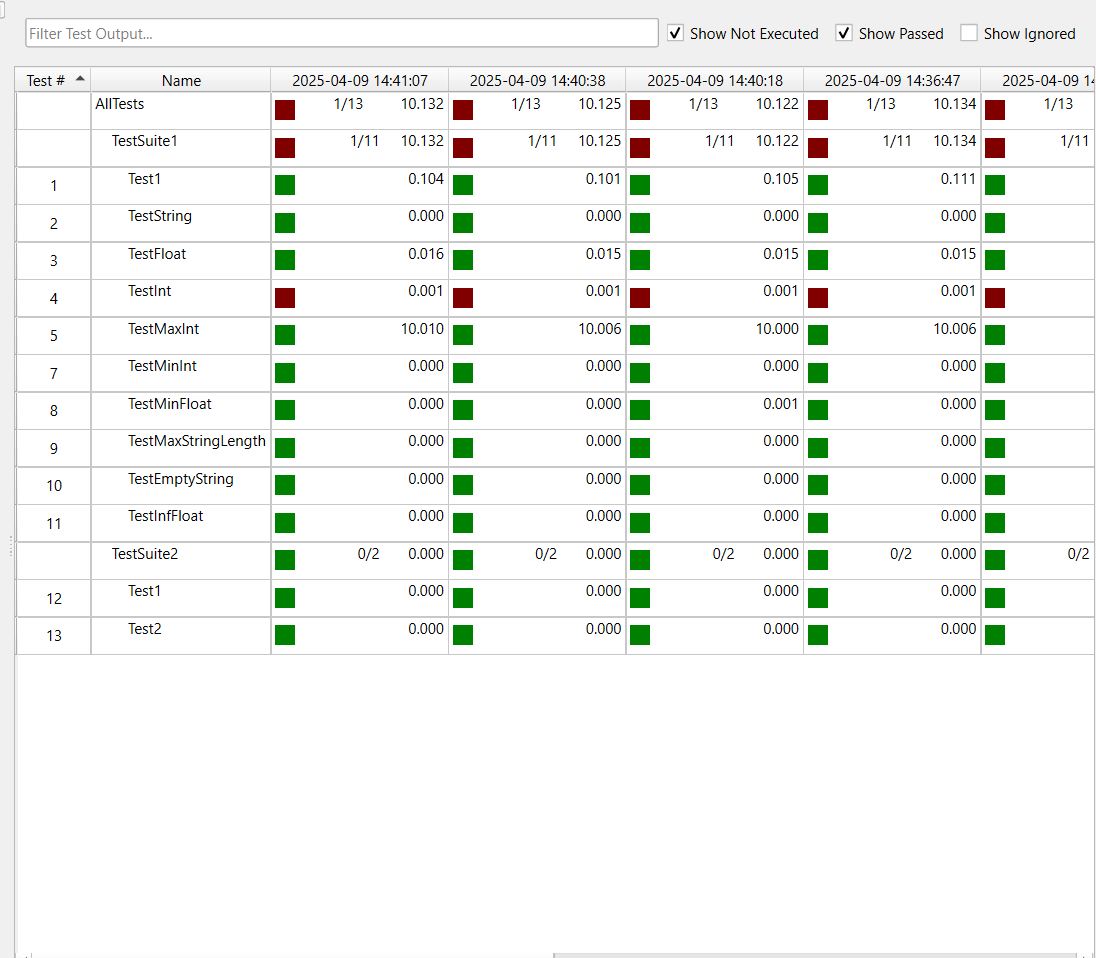 Filter Test Output... Show Not Executed Show Passed Show Ignored
Test # Name 2025-04-09 14:41:07 2025-04-09 14:40:38 2025-04-09 14:40:18 2025-04-09 14:36:47 2025-04-09 14
AllTests 1/13 10.132 1/13 10.125 1/13 10.122 1/13 10.134 1/13
TestSuite1 1/11 10.132 1/11 10.125 1/11 10.122 1/11 10.134 1/11
1 Test1 0.104 0.101 0.105 0.111
2 TestString 0.000 0.000 0.000 0.000
3 TestFloat 0.016 0.015 0.015 0.015
4 TestInt 0.001 0.001 0.001 0.001
5 TestMaxInt 10.010 10.006 10.000 10.006
7 TestMinInt 0.000 0.000 0.000 0.000
8 TestMinFloat 0.000 0.000 0.001 0.000
9 TestMaxStringLength 0.000 0.000 0.000 0.000
10 TestEmptyString 0.000 0.000 0.000 0.000
11 TestInfFloat 0.000 0.000 0.000 0.000
TestSuite2 0/2 0.000 0/2 0.000 0/2 0.000 0/2 0.000 0/2
12 Test1 0.000 0.000 0.000 0.000
13 Test2 0.000 0.000 0.000 0.000